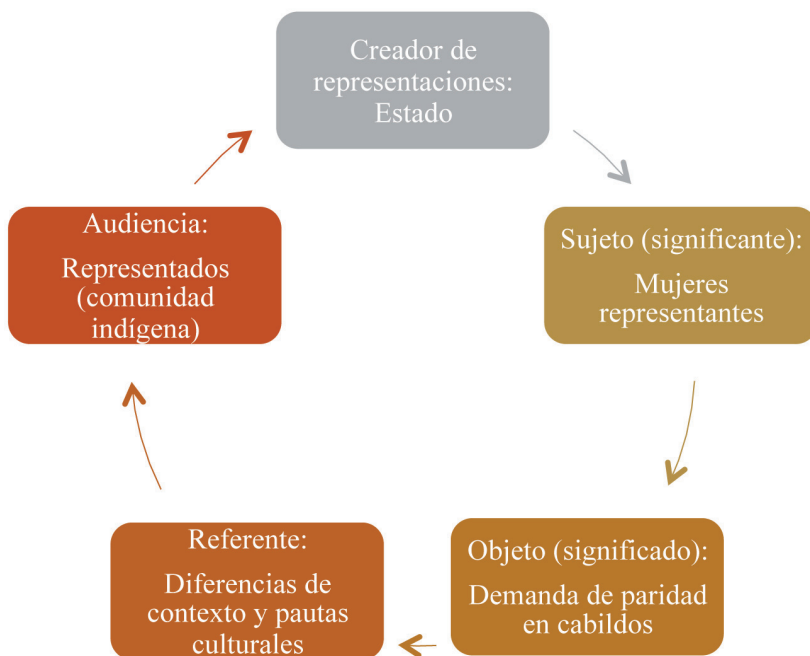 Creador de
representaciones:
Estado
Sujeto (significante):
Mujeres
representantes
Objeto (significado):
Demanda de paridad
en cabildos
Referente:
Diferencias de
contexto y pautas
culturales
Audiencia:
Representados
(comunidad
indígena)